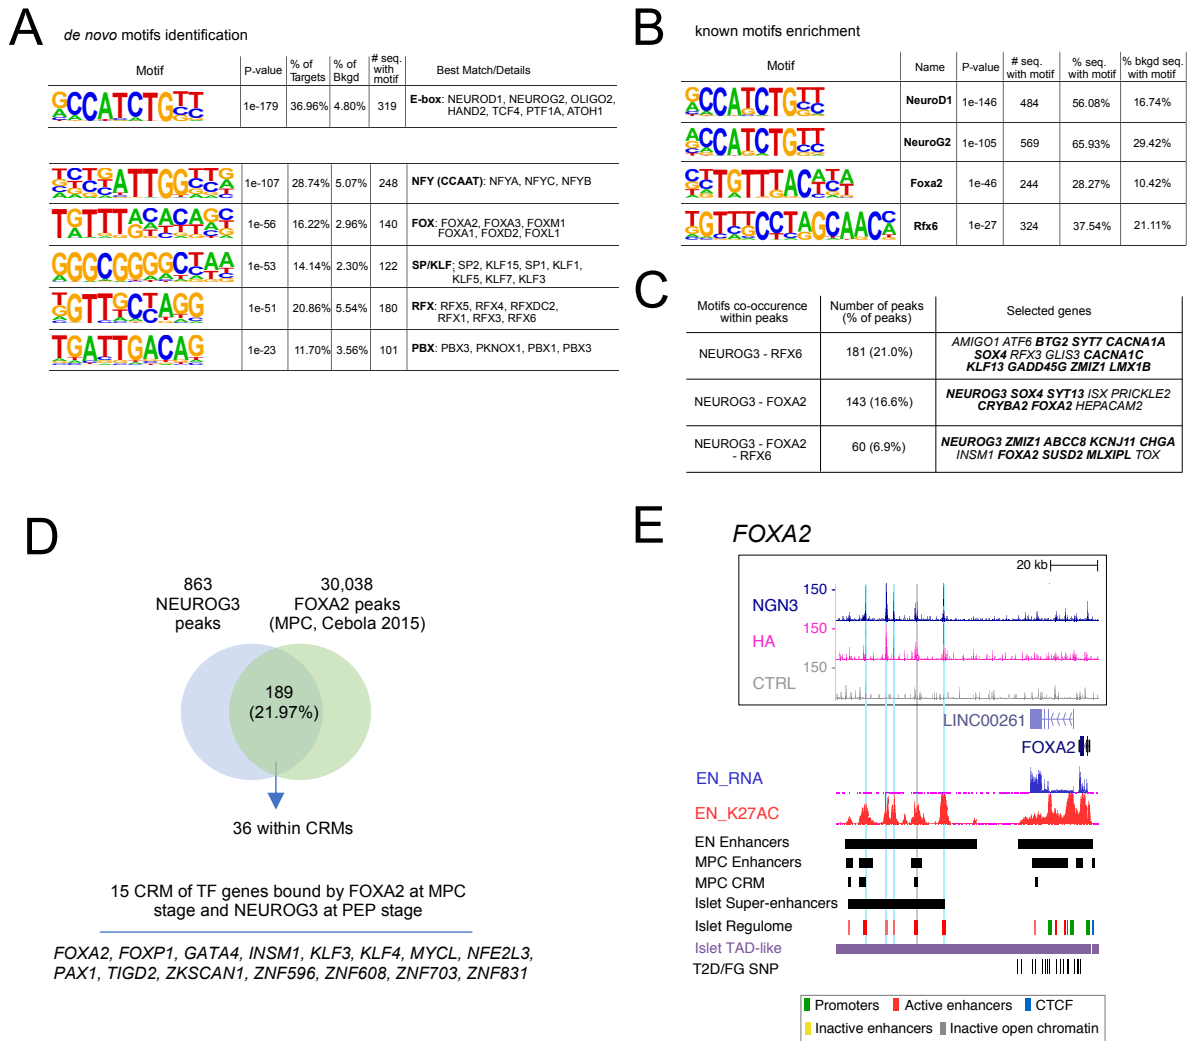 A
de novo motifs identification
Motif
P-value
% of
Targets
% of
Bkgd
# seq.
with
motif
Best Match/Details
1e-179 36.96% 4.80% 319
E-box: NEUROD1, NEUROG2, OLIGO2,
HAND2, TCF4, PTF1A, ATOH1
1e-107 28.74% 5.07% 248 NFY (CCAAT): NFYA, NFYC, NFYB
1e-56 16.22% 2.96% 140
FOX: FOXA2, FOXA3, FOXM1
FOXA1, FOXD2, FOXL1
1e-53 14.14% 2.30% 122
SP/KLF: SP2, KLF15, SP1, KLF1,
KLF5, KLF7, KLF3
1e-51 20.86% 5.54% 180
RFX: RFX5, RFX4, RFXDC2,
RFX1, RFX3, RFX6
1e-23 11.70% 3.56% 101 PBX: PBX3, PKNOX1, PBX1, PBX3
B
known motifs enrichment
Motif
Name
P-value
# seq.
with motif
% seq.
with motif
% bkgd seq.
with motif
NeuroD1 1e-146 484 56.08% 16.74%
NeuroG2 1e-105 569 65.93% 29.42%
Foxa2 1e-46 244 28.27% 10.42%
Rfx6 1e-27 324 37.54% 21.11%
C
Motifs co-occurence
within peaks
Number of peaks
(% of peaks)
Selected genes
NEUROG3 - RFX6
181 (21.0%)
AMIGO1 ATF6 BTG2 SYT7 CACNA1A
SOX4 RFX3 GLIS3 CACNA1C
KLF13 GADD45G ZMIZ1 LMX1B
NEUROG3 - FOXA2
143 (16.6%)
NEUROG3 SOX4 SYT13 ISX PRICKLE2
CRYBA2 FOXA2 HEPACAM2
NEUROG3 - FOXA2
- RFX6
60 (6.9%)
NEUROG3 ZMIZ1 ABCC8 KCNJ11 CHGA
INSM1 FOXA2 SUSD2 MLXIPL TOX
D
863
NEUROG3
peaks
30,038
FOXA2 peaks
(MPC, Cebola 2015)
189
(21.97%)
36 within CRMs
15 CRM of TF genes bound by FOXA2 at MPC
stage and NEUROG3 at PEP stage
FOXA2, FOXP1, GATA4, INSM1, KLF3, KLF4, MYCL, NFE2L3,
PAX1, TIGD2, ZKSCAN1, ZNF596, ZNF608, ZNF703, ZNF831
E
FOXA2
20 kb
150 -
NGN3
150 -
HA
150 -
CTRL
LINC00261
FOXA2
EN_RNA
EN_K27AC
EN Enhancers
MPC Enhancers
MPC CRM
Islet Super-enhancers
Islet Regulome
Islet TAD-like
T2D/FG SNP
Promoters Active enhancers CTCF
Inactive enhancers Inactive open chromatin